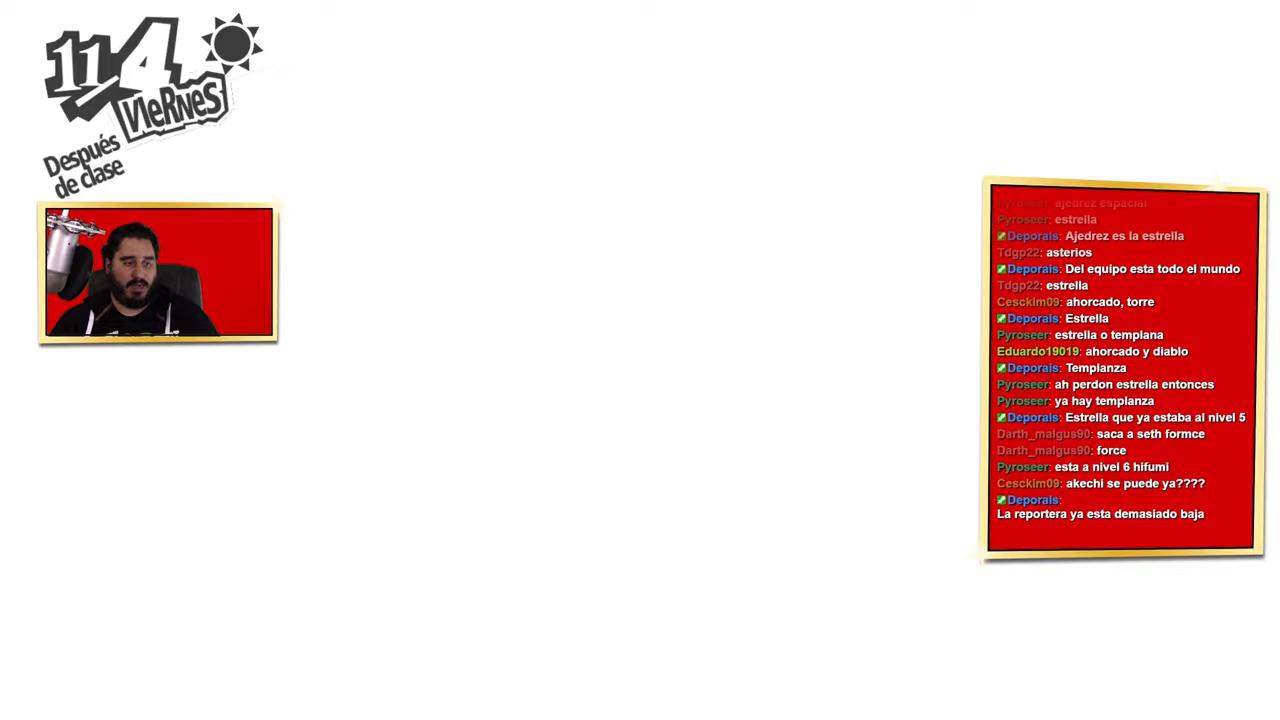 11/4
Viernes
Después
de clase
Pyroseer: ajedrez espacial
Pyroseer: estrella
Deporais: Ajedrez es la estrella
Tdgp22: asterios
Deporais: Del equipo esta todo el mundo
Tdgp22: estrella
Cesckim09: ahorcado, torre
Deporais: Estrella
Pyroseer: estrella o templana
Eduardo19019: ahorcado y diablo
Deporais: Templanza
Pyroseer: ah perdon estrella entonces
Pyroseer: ya hay templanza
Deporais: Estrella que ya estaba al nivel 5
Darth_malgus90: saca a seth formce
Darth_malgus90: force
Pyroseer: esta a nivel 6 hifumi
Cesckim09: akechi se puede ya????
Deporais:
La reportera ya esta demasiado baja